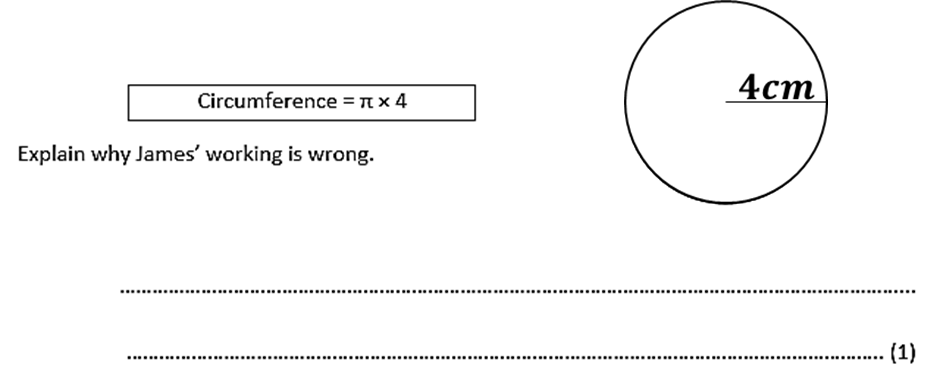 4cm
Circumference = π × 4
Explain why James’ working is wrong.
(1)